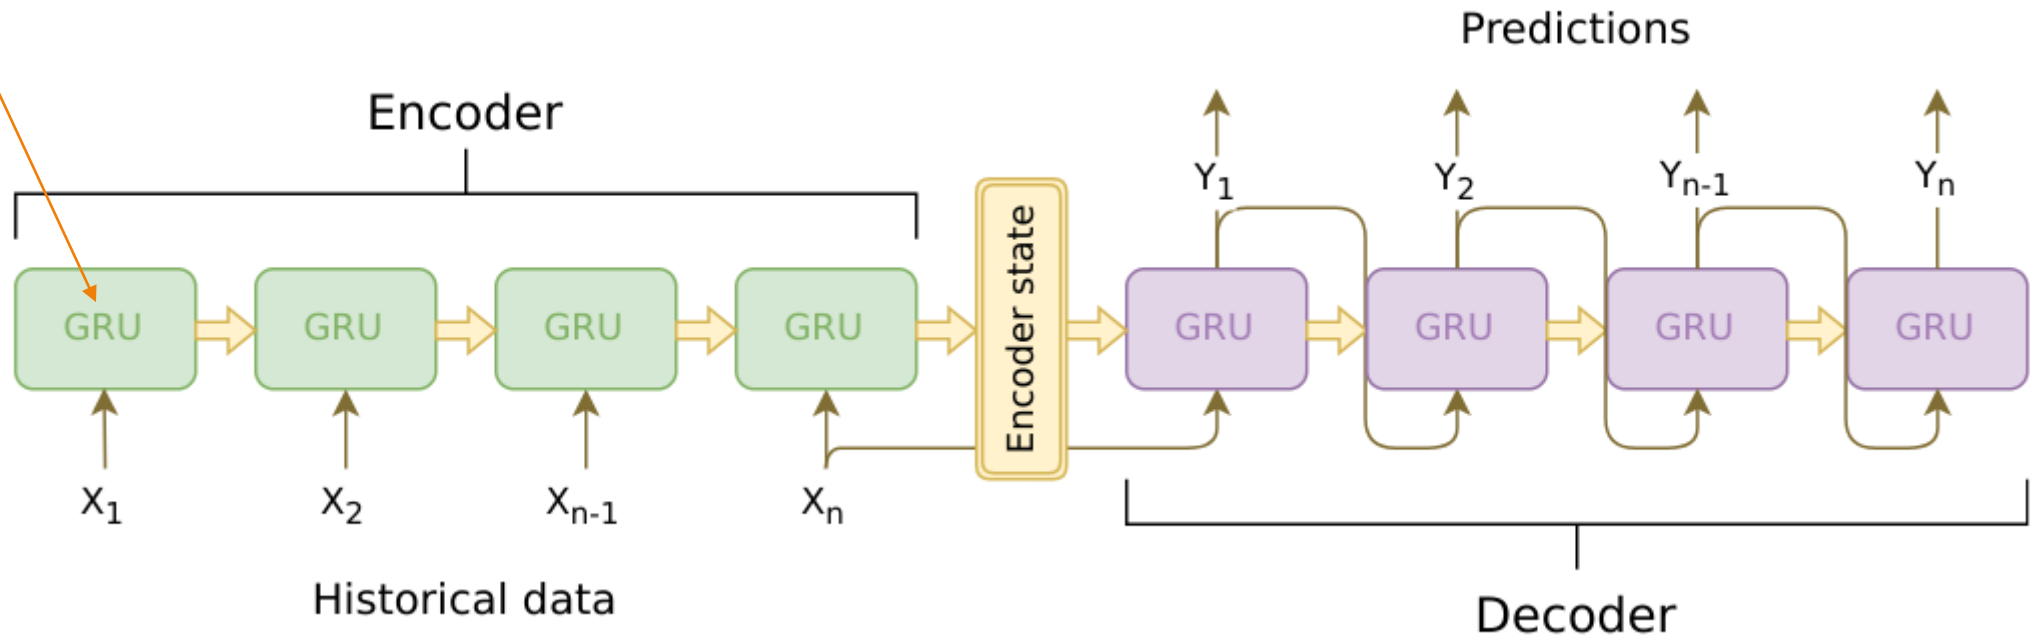 Predictions
Encoder
Y1 Y2 Yn-1 Yn
Encoder state
GRU GRU GRU GRU GRU GRU GRU GRU
X1 X2 Xn-1 Xn
Historical data
Decoder